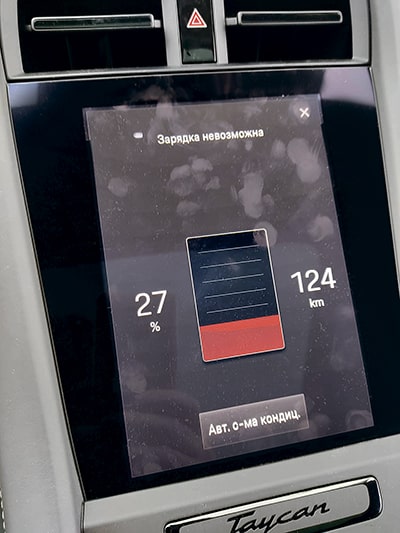 Зарядка невозможна
27
%
124
km
Авт. с-ма кондиц.
Taycan